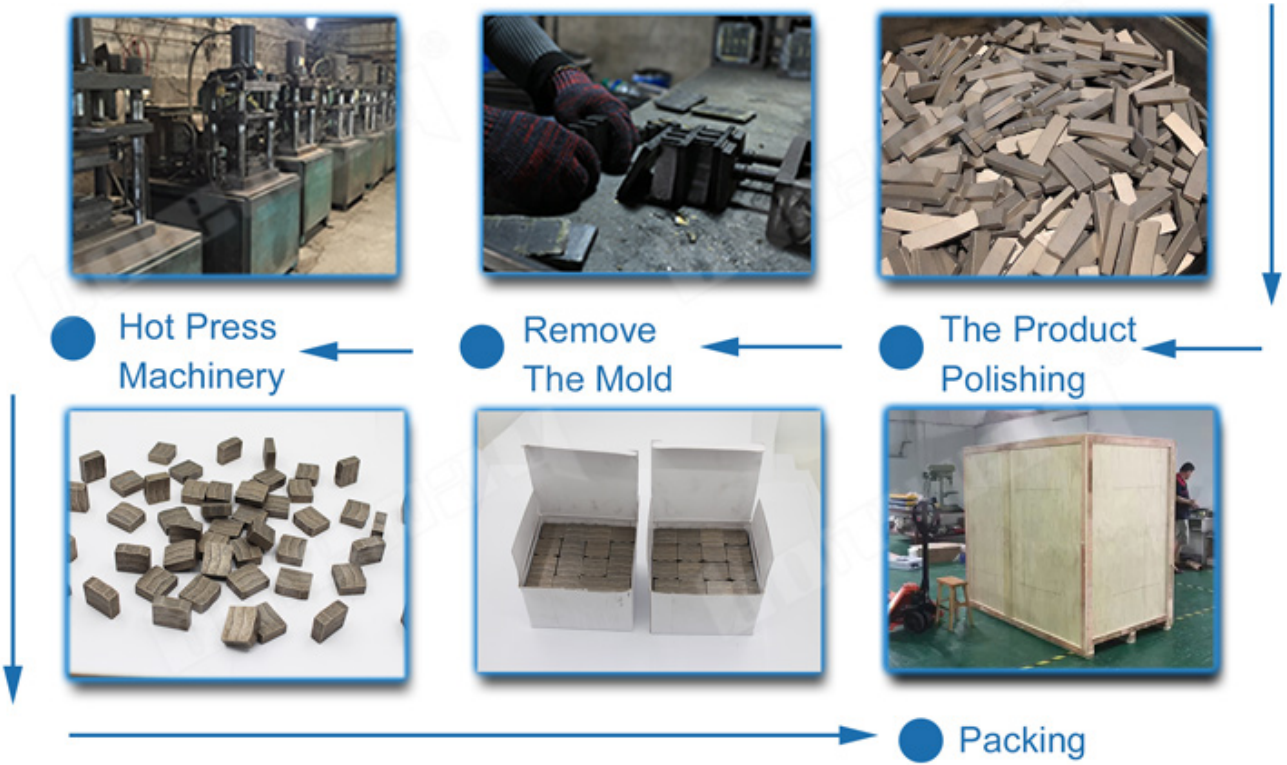 Hot Press
Machinery
Remove
The Mold
The Product
Polishing
Packing